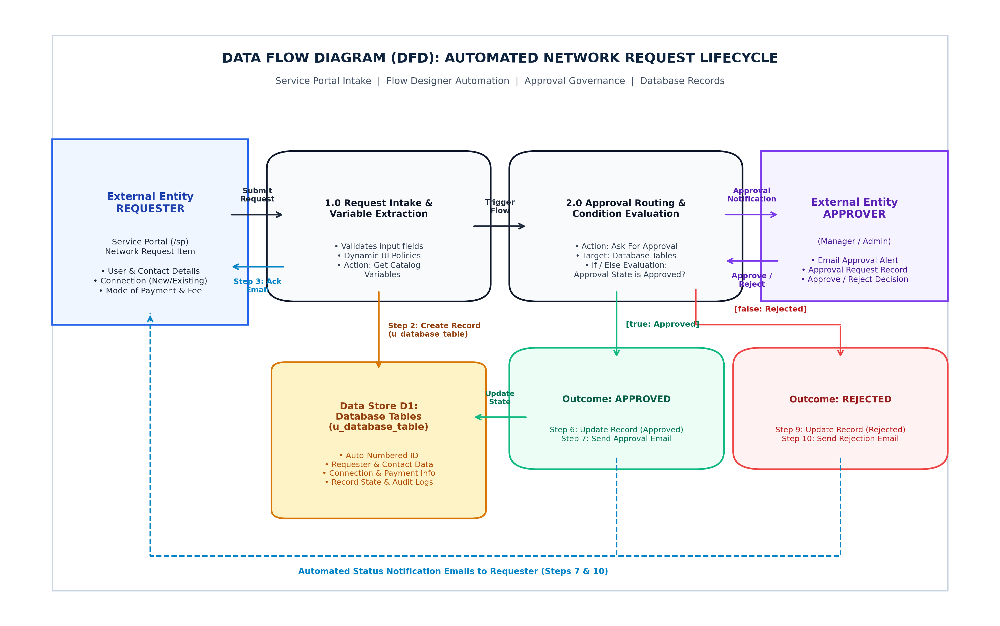 DATA FLOW DIAGRAM (DFD): AUTOMATED NETWORK REQUEST LIFECYCLE
Service Portal Intake | Flow Designer Automation | Approval Governance | Database Records
External Entity
REQUESTER
Service Portal (/sp)
Network Request Item
• User & Contact Details
• Connection (New/Existing)
• Mode of Payment & Fee
Submit
Request
Step 3: Ack
Email
1.0 Request Intake &
Variable Extraction
• Validates input fields
• Dynamic UI Policies
• Action: Get Catalog
Variables
Trigger
Flow
2.0 Approval Routing &
Condition Evaluation
• Action: Ask For Approval
• Target: Database Tables
• If / Else Evaluation:
Approval State is Approved?
Approval
Notification
Approve /
Reject
External Entity
APPROVER
(Manager / Admin)
• Email Approval Alert
• Approval Request Record
• Approve / Reject Decision
Step 2: Create Record
(u_database_table)
[true: Approved]
[false: Rejected]
Data Store D1:
Database Tables
(u_database_table)
• Auto-Numbered ID
• Requester & Contact Data
• Connection & Payment Info
• Record State & Audit Logs
Update
State
Outcome: APPROVED
Step 6: Update Record (Approved)
Step 7: Send Approval Email
Outcome: REJECTED
Step 9: Update Record (Rejected)
Step 10: Send Rejection Email
Automated Status Notification Emails to Requester (Steps 7 & 10)